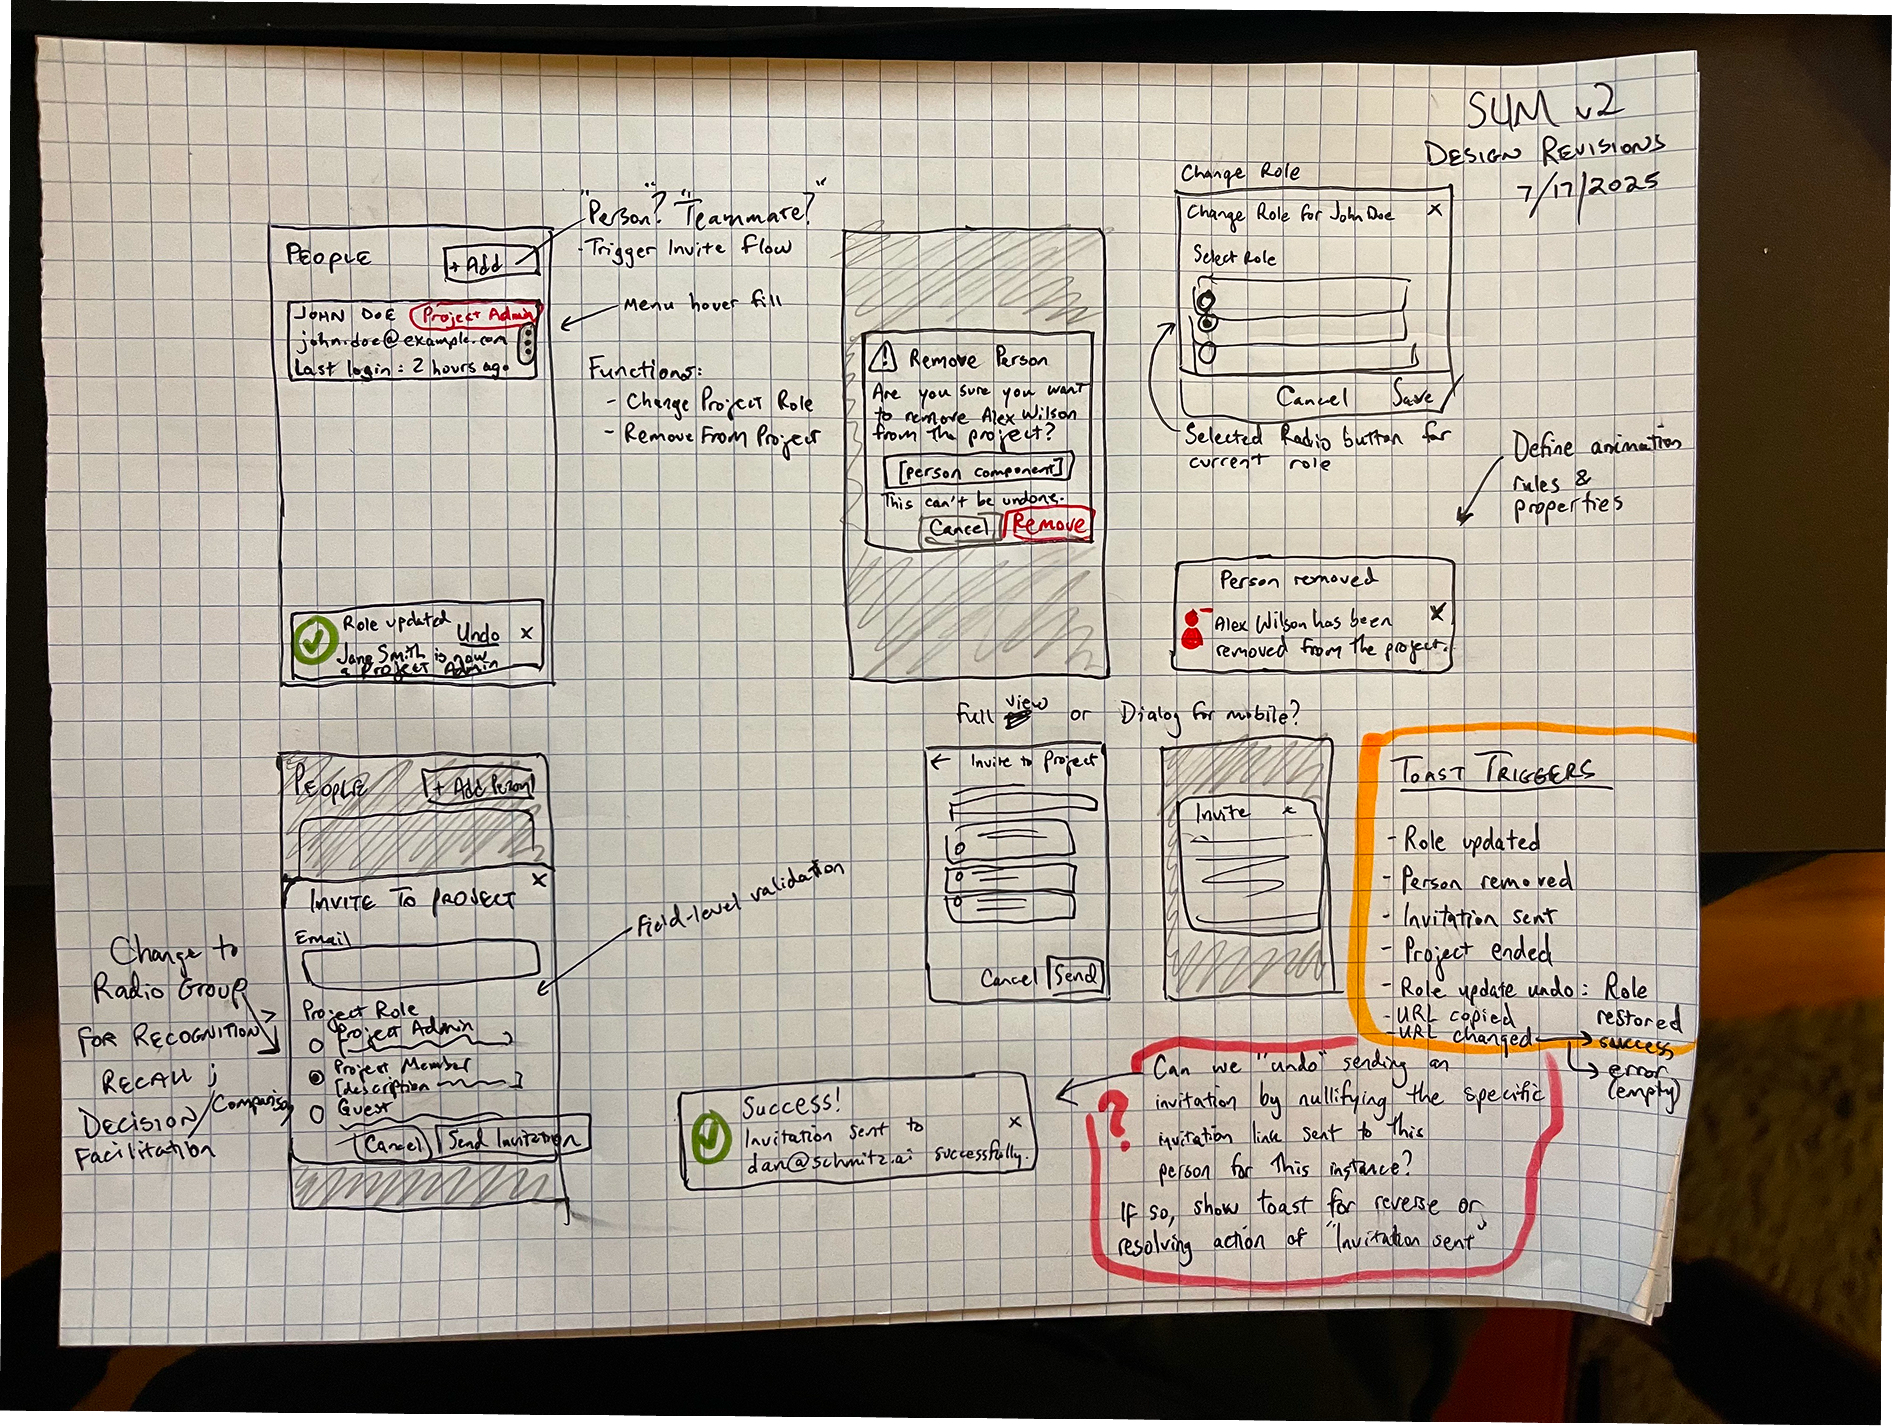 SUM v2
DESIGN REVISIONS
7/17/2025
PEOPLE
+ Add
"Person"? "Teammate?"
- Trigger Invite Flow
JOHN DOE
Project Admin
john.doe@example.com
Last login: 2 hours ago
Menu hover fill
Functions:
- Change Project Role
- Remove From Project
Role updated
Undo
x
Jane Smith is now
a Project Admin
! Remove Person
Are you sure you want
to remove Alex Wilson
from the project?
[person component]
This can't be undone.
Cancel
Remove
Change Role
Change Role for John Doe
x
Select Role
Cancel
Save
Selected Radio button for
current role
Define animation
rules &
properties
Person removed
x
Alex Wilson has been
removed from the project.
Full view or Dialog for mobile?
← Invite to Project
Cancel
Send
Invite
x
TOAST TRIGGERS
- Role updated
- Person removed
- Invitation sent
- Project ended
- Role update undo: Role
restored
- URL copied
- URL changed
→ success
→ error
(empty)
PEOPLE
+ Add Person
INVITE TO PROJECT
x
Email
Project Role
Project Admin
Project Member
[description
]
Guest
Cancel
Send Invitation
Field-level validation
Change to
Radio Group
FOR RECOGNITION >
RECALL ;
DECISION / Comparison
Facilitation
Success!
x
Invitation sent to
dan@schmitz.ai successfully.
?
Can we "undo" sending an
invitation by nullifying the specific
invitation link sent to this
person for this instance?
If so, show toast for reverse or
resolving action of "Invitation sent"